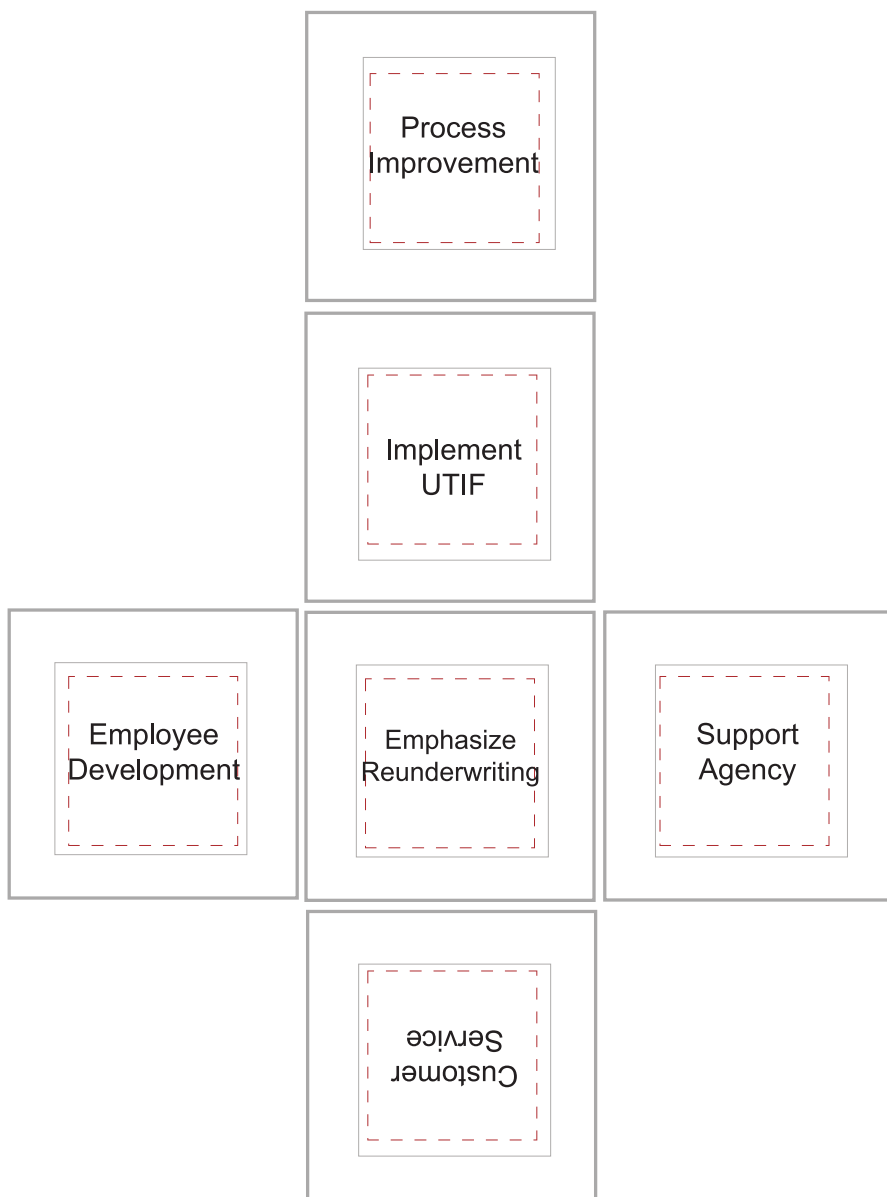 Process
Improvement
Implement
UTIF
Employee
Development
Emphasize
Reunderwriting
Support
Agency
Customer
Service